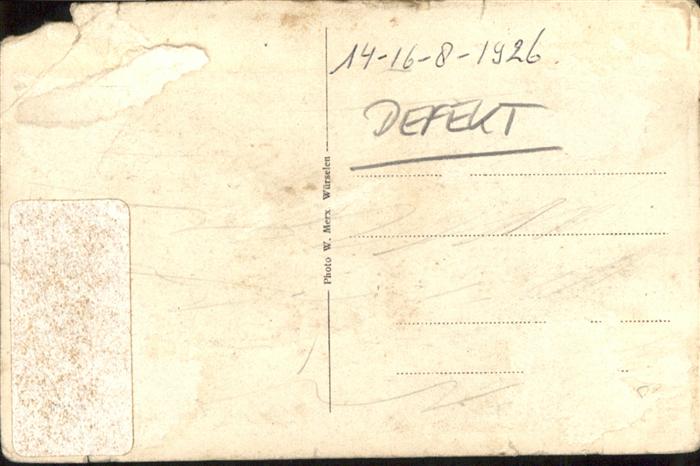 14-16-8-1926.
DEFEKT
Photo W. Merx Würselen